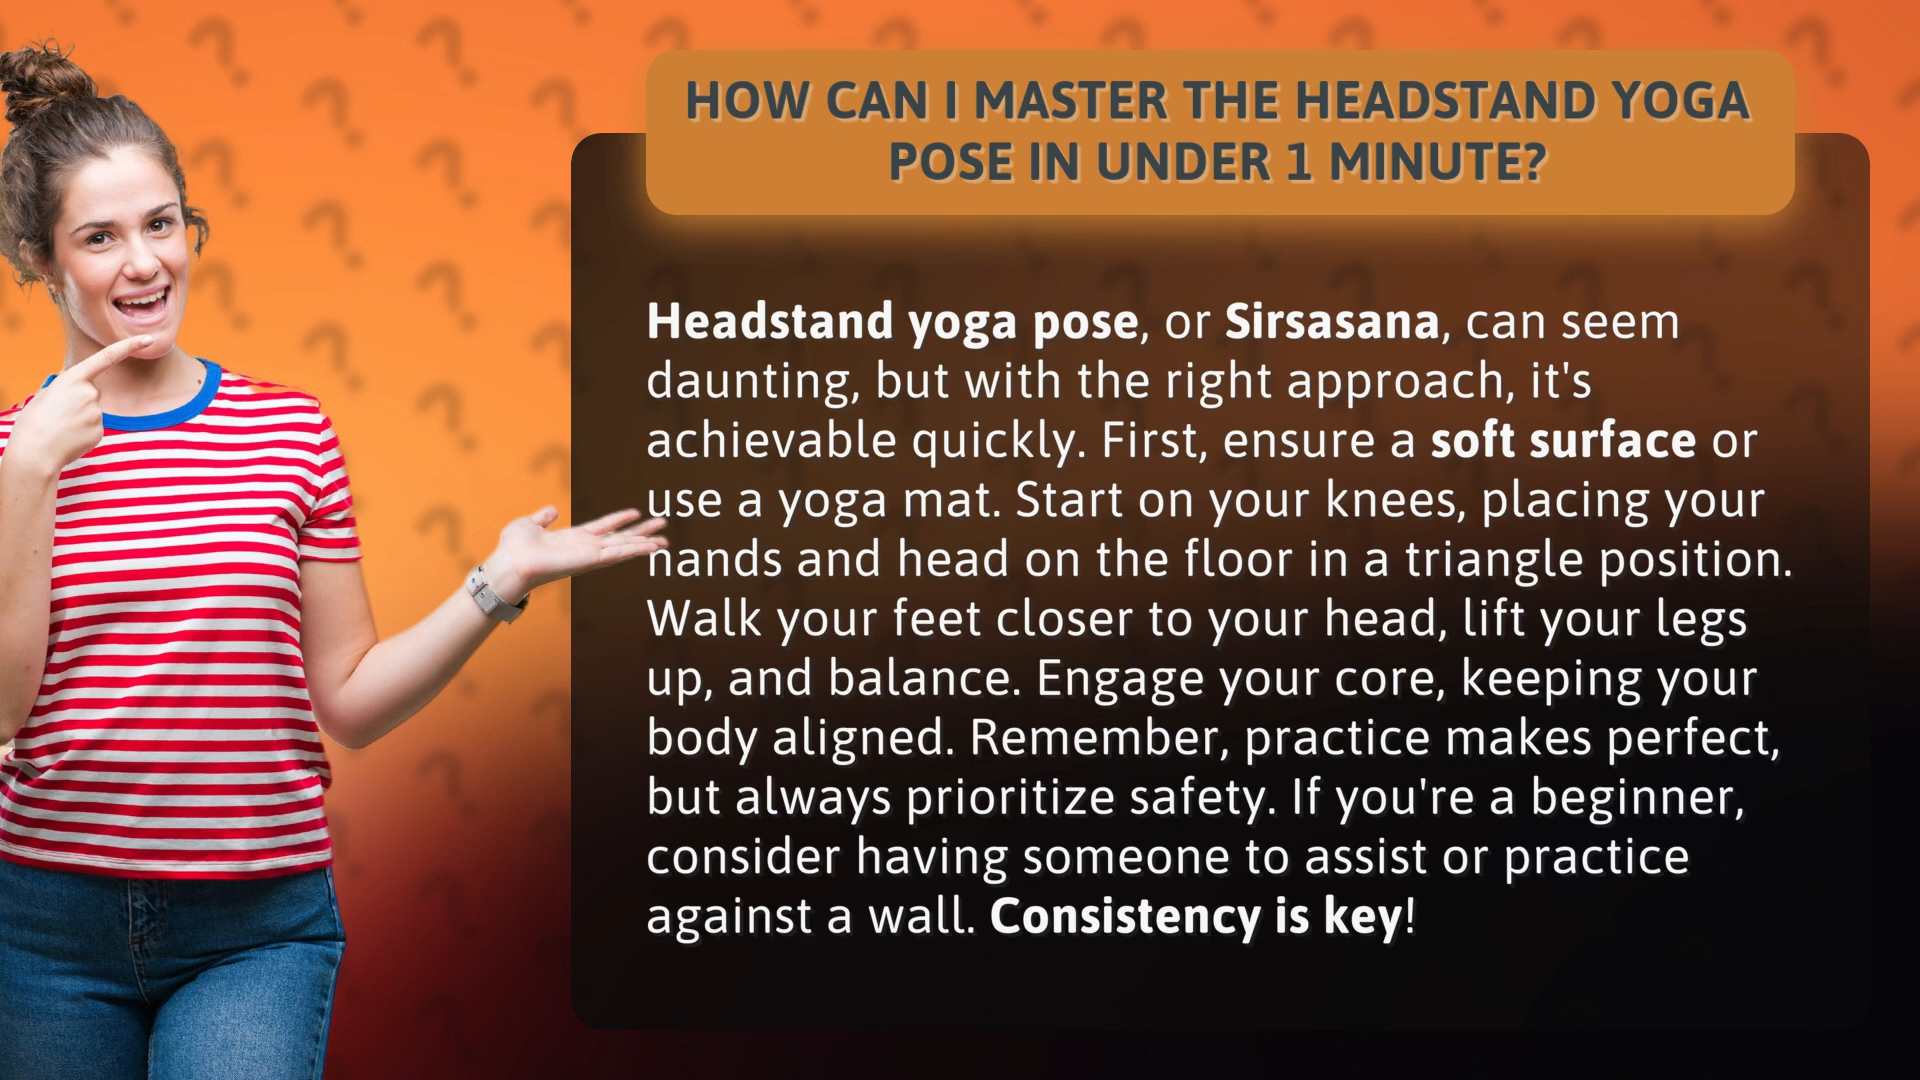 HOW CAN I MASTER THE HEADSTAND YOGA
POSE IN UNDER 1 MINUTE?
Headstand yoga pose, or Sirsasana, can seem
daunting, but with the right approach, it's
achievable quickly. First, ensure a soft surface or
use a yoga mat. Start on your knees, placing your
hands and head on the floor in a triangle position.
Walk your feet closer to your head, lift your legs
up, and balance. Engage your core, keeping your
body aligned. Remember, practice makes perfect,
but always prioritize safety. If you're a beginner,
consider having someone to assist or practice
against a wall. Consistency is key!